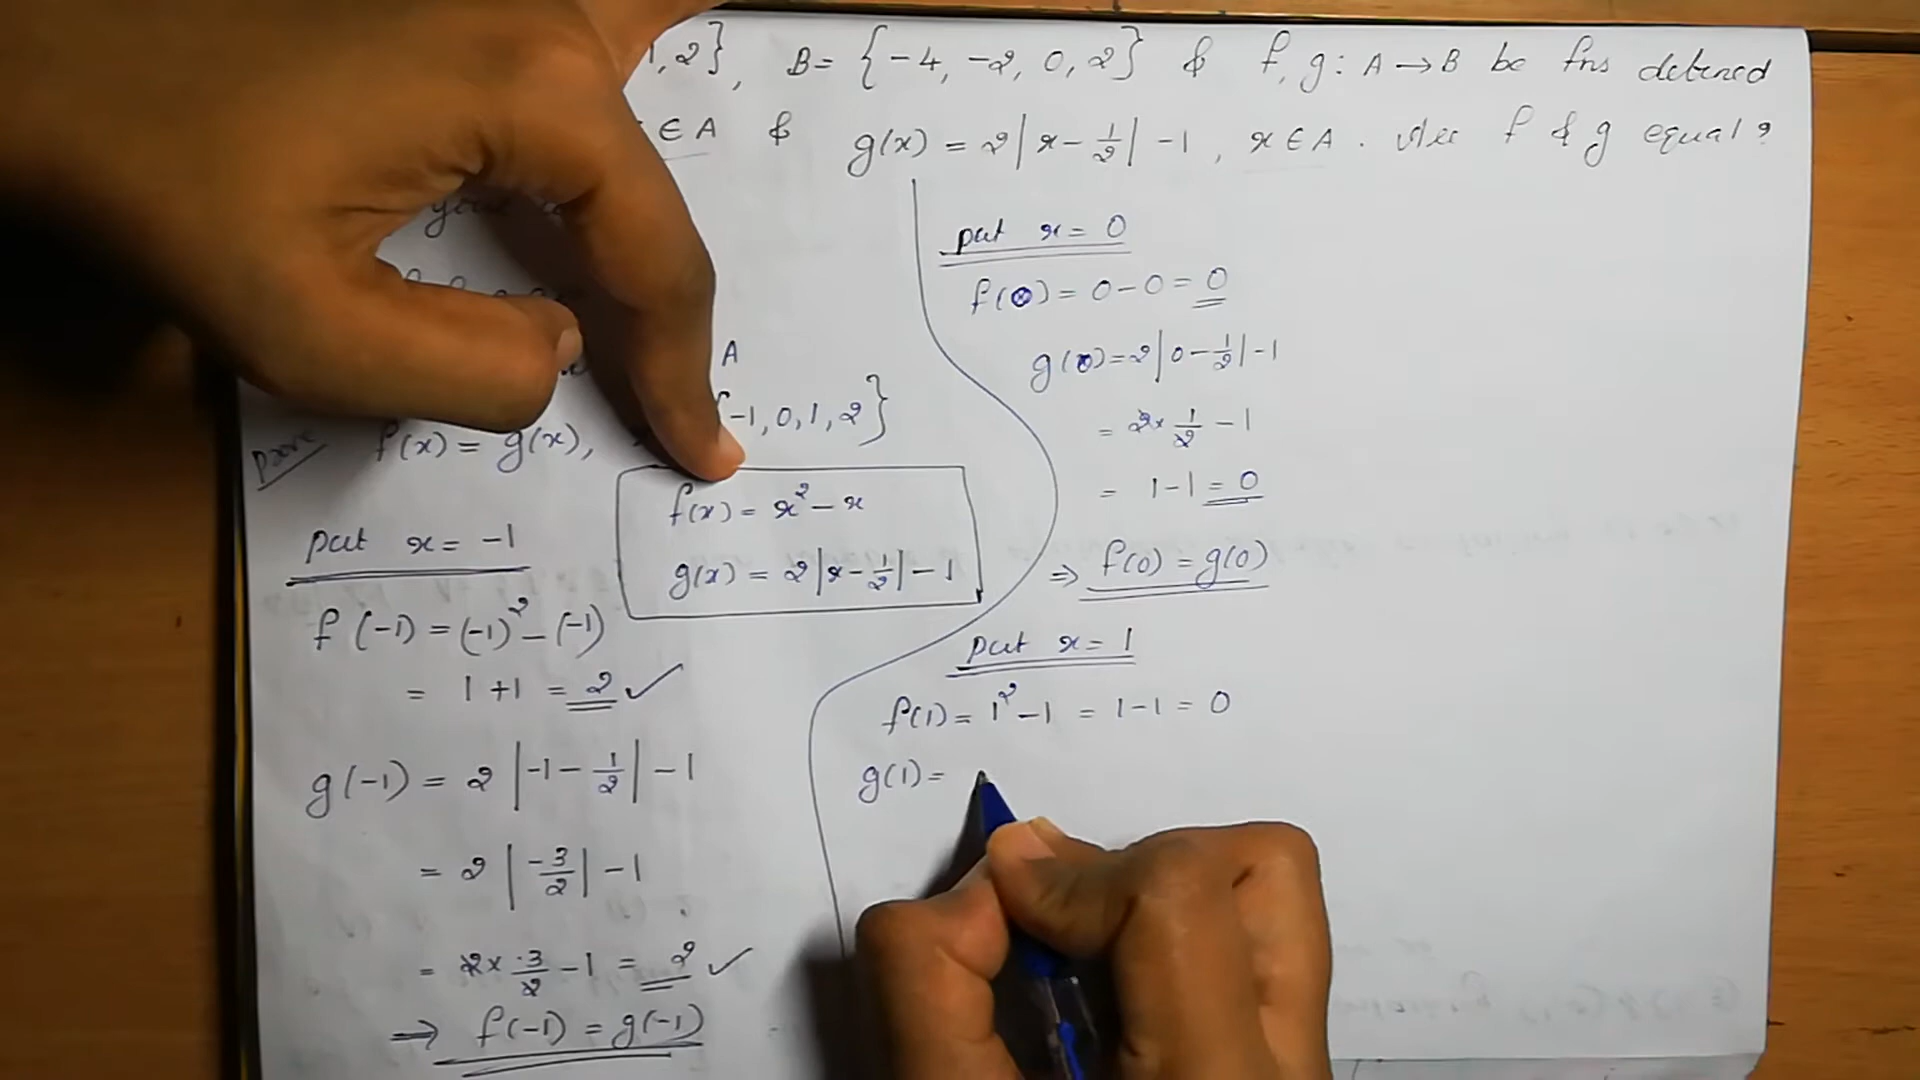 1, 2}, B = {-4, -2, 0, 2} & f, g : A → B be fns defined
∈ A & g(x) = 2|x - 1/2| - 1, x ∈ A. Are f & g equal?
A
{-1, 0, 1, 2}
prove f(x) = g(x),
f(x) = x² - x
g(x) = 2|x - 1/2| - 1
put x = -1
f(-1) = (-1)² - (-1)
= 1 + 1 = 2 ✓
g(-1) = 2|-1 - 1/2| - 1
= 2|-3/2| - 1
= 2 × 3/2 - 1 = 2 ✓
⇒ f(-1) = g(-1)
put x = 0
f(0) = 0 - 0 = 0
g(0) = 2|0 - 1/2| - 1
= 2 × 1/2 - 1
= 1 - 1 = 0
⇒ f(0) = g(0)
put x = 1
f(1) = 1² - 1 = 1 - 1 = 0
g(1) =